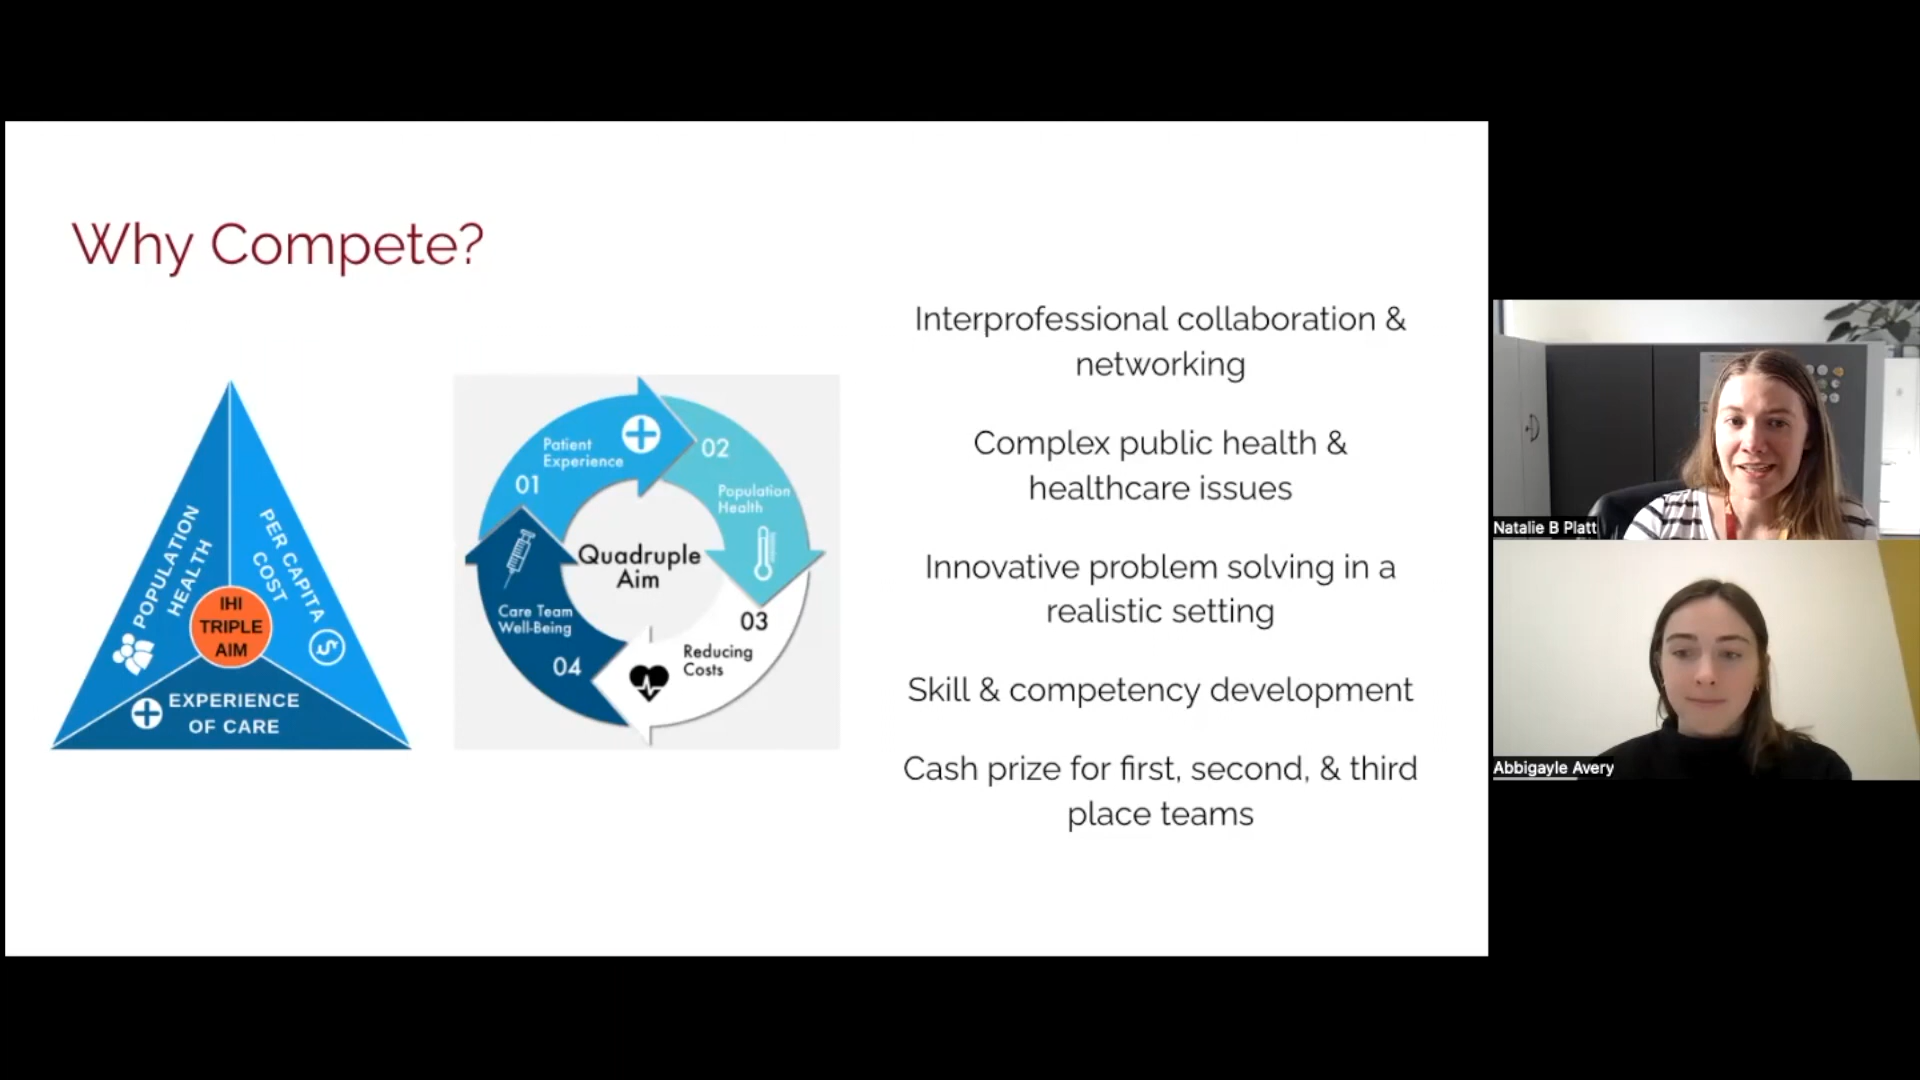 Why Compete?
POPULATION
HEALTH
PER CAPITA
COST
IHI
TRIPLE
AIM
EXPERIENCE
OF CARE
Patient
Experience
01
02
Population
Health
Quadruple
Aim
Care Team
Well-Being
04
03
Reducing
Costs
Interprofessional collaboration &
networking
Complex public health &
healthcare issues
Innovative problem solving in a
realistic setting
Skill & competency development
Cash prize for first, second, & third
place teams
Natalie B Platt
Abbigayle Avery